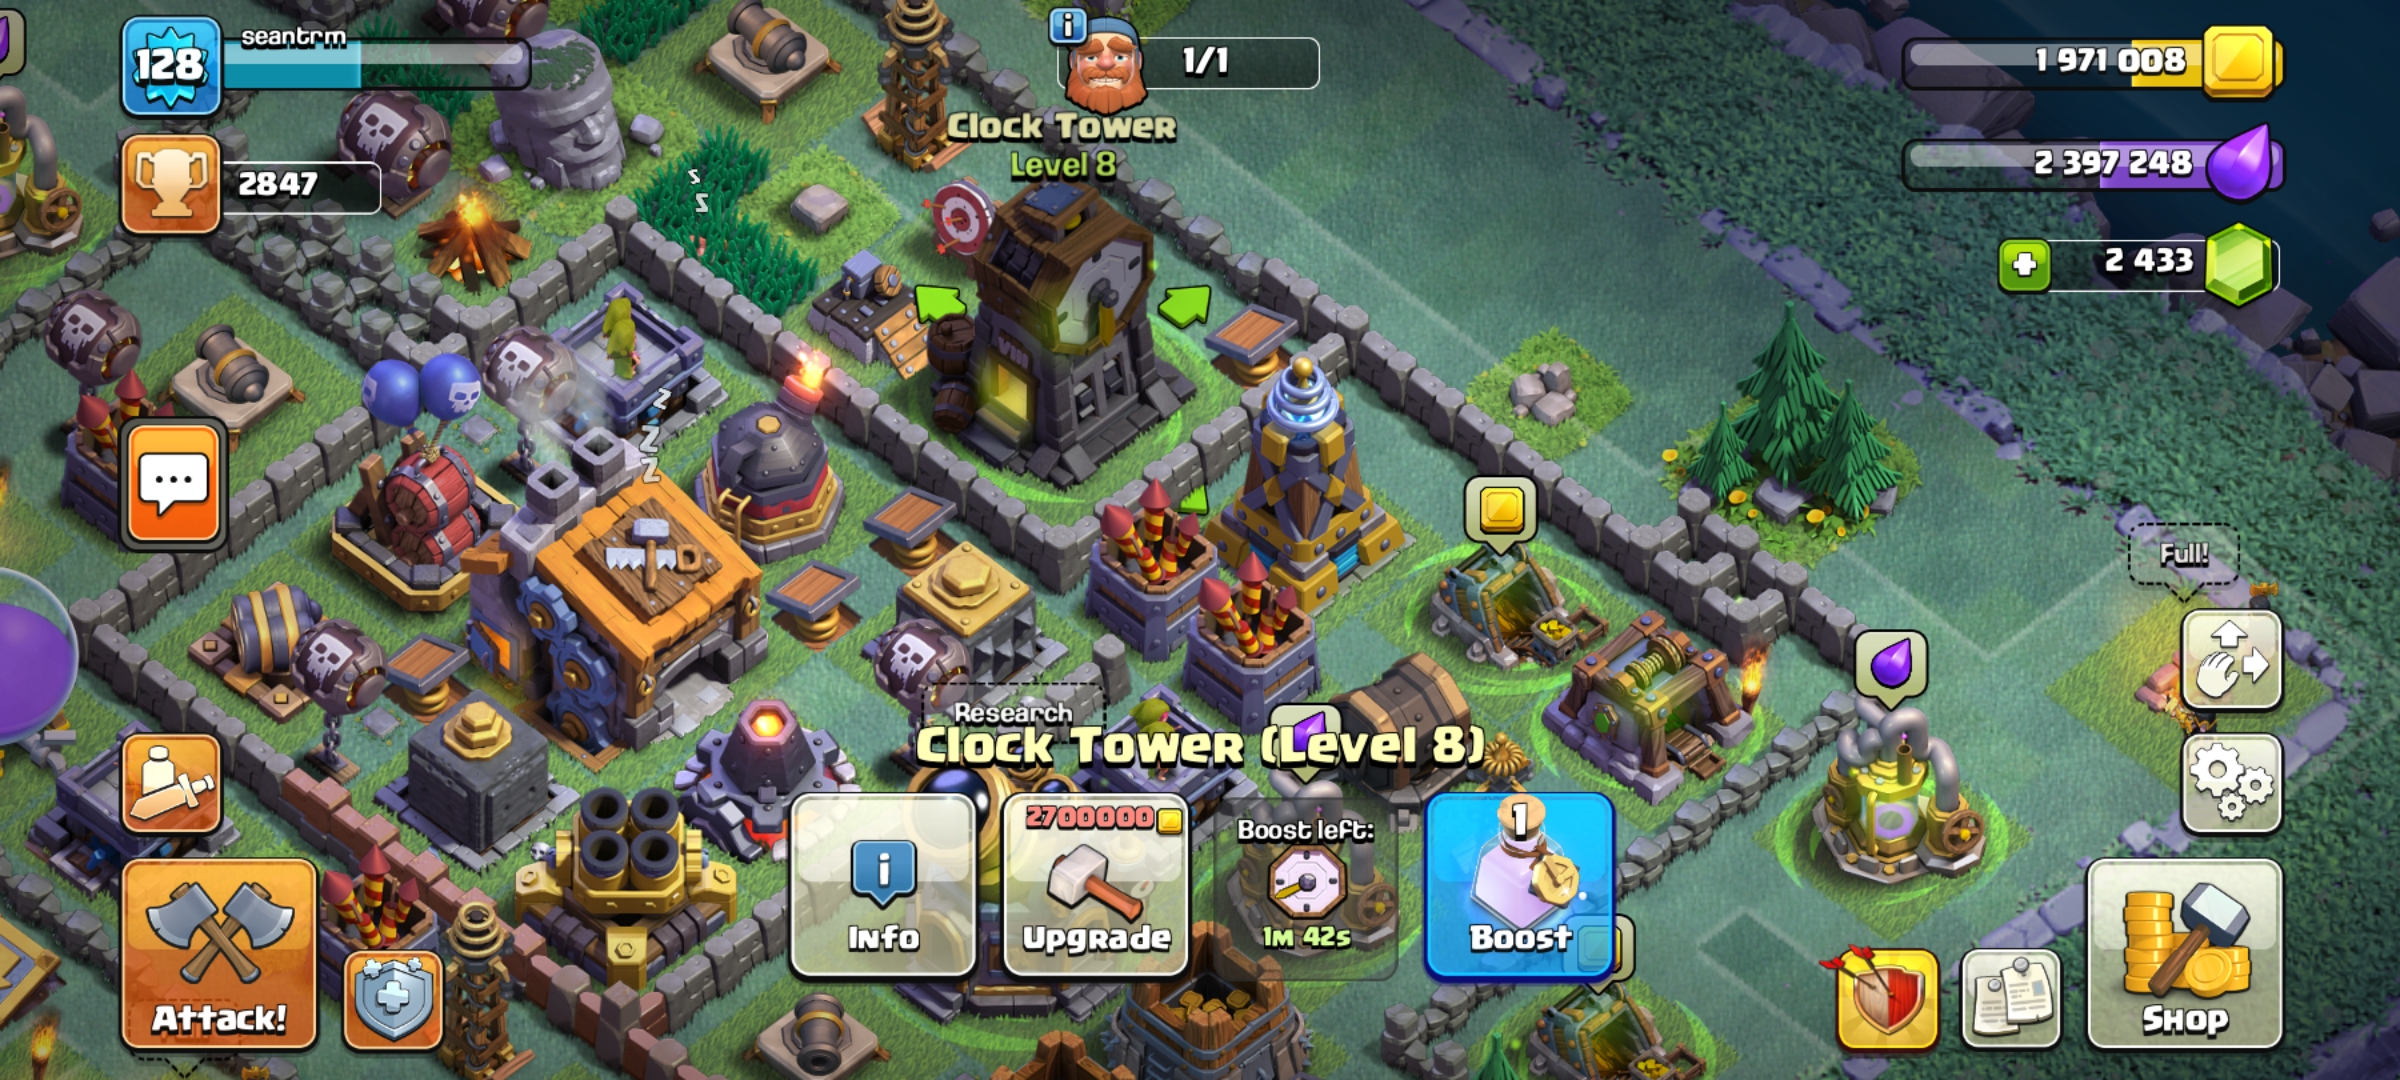 seantrm
128
1/1
1 971 008
Clock Tower
Level 8
2847
2 397 248
2 433
z
z
VIII
z
z
z
Full!
Research
Clock Tower (Level 8)
2700000
Boost left:
1
Info
Upgrade
1m 42s
Boost
Attack!
Shop